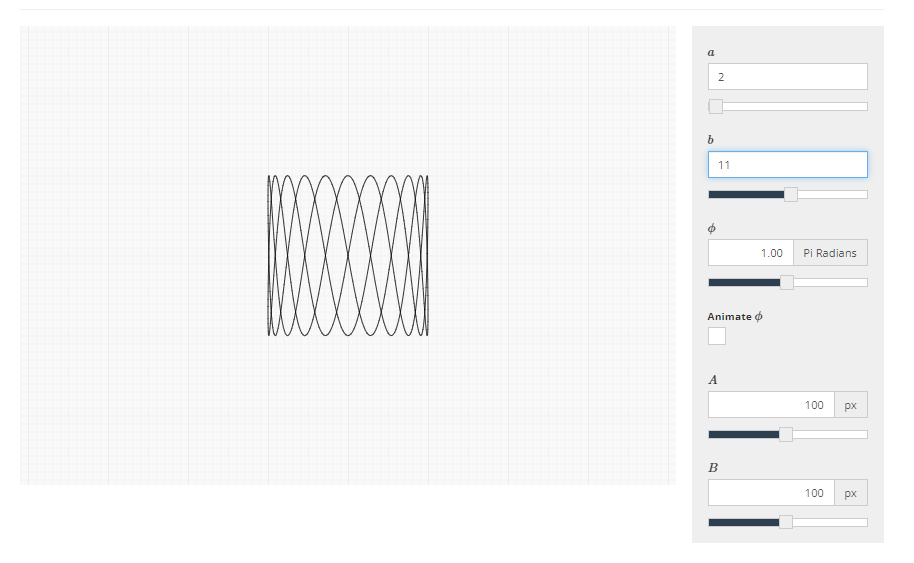 a
2
b
11
ϕ
1.00 Pi Radians
Animate ϕ
A
100 px
B
100 px